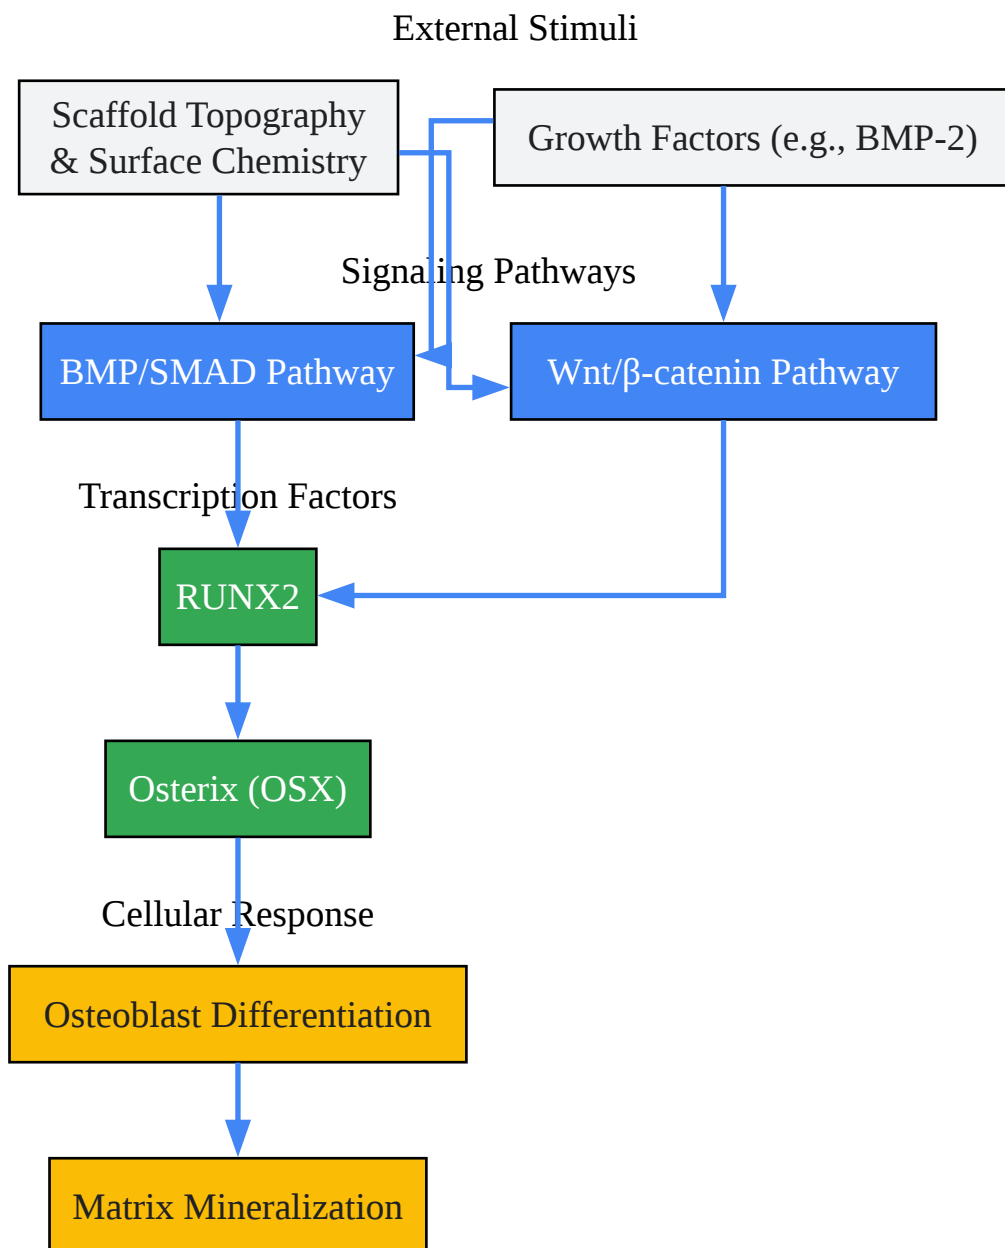 External Stimuli
Scaffold Topography
& Surface Chemistry
Growth Factors (e.g., BMP-2)
Signaling Pathways
BMP/SMAD Pathway
Wnt/β-catenin Pathway
Transcription Factors
RUNX2
Osterix (OSX)
Cellular Response
Osteoblast Differentiation
Matrix Mineralization